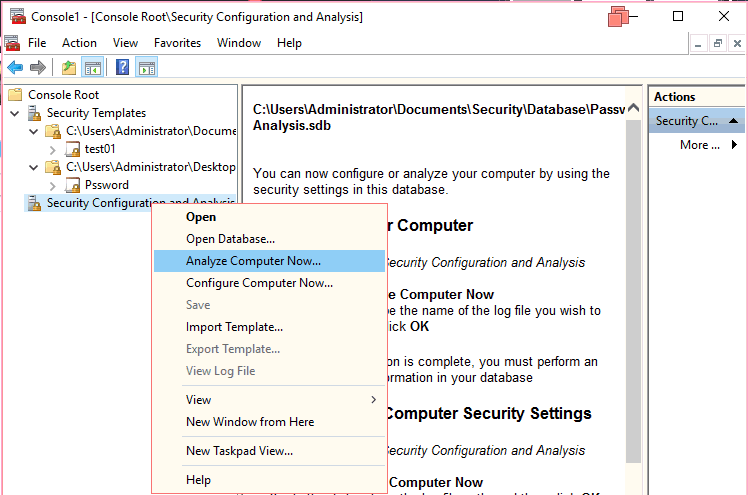 Console1 - [Console Root\Security Configuration and Analysis]
File Action View Favorites Window Help
Console Root
Security Templates
C:\Users\Administrator\Docume
test01
C:\Users\Administrator\Desktop
Pssword
Security Configuration and Analysis
Open
Open Database...
Analyze Computer Now...
Configure Computer Now...
Save
Import Template...
Export Template...
View Log File
View
New Window from Here
New Taskpad View...
Help
C:\Users\Administrator\Documents\Security\Database\Passw
Analysis.sdb
You can now configure or analyze your computer by using the
security settings in this database.
r Computer
Security Configuration and Analysis
e Computer Now
be the name of the log file you wish to
ick OK
on is complete, you must perform an
ormation in your database
Computer Security Settings
Security Configuration and Analysis
Computer Now
Actions
Security C...
More ...